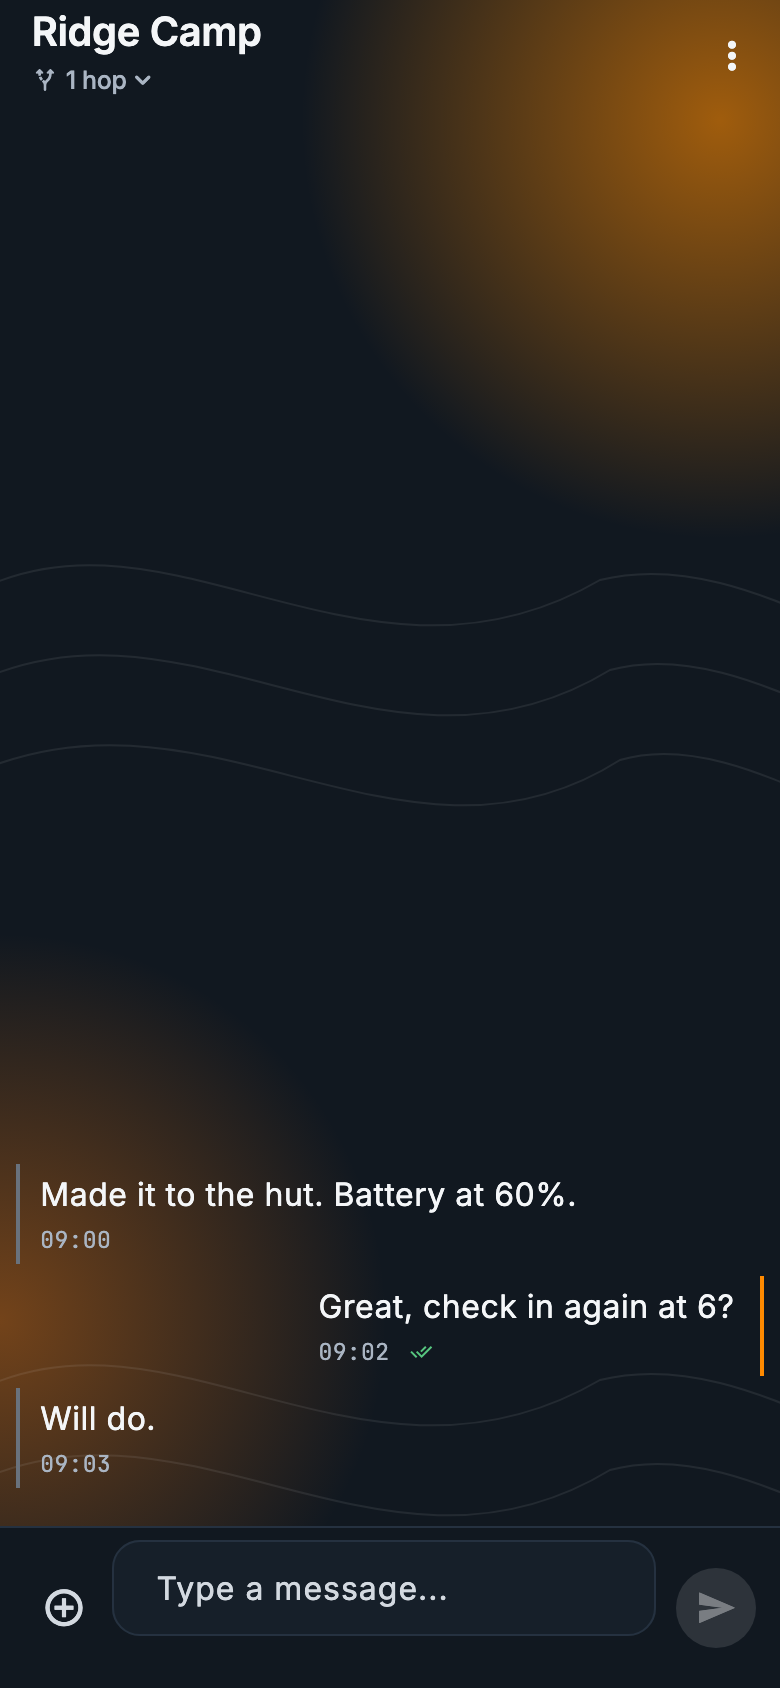 Ridge Camp
1 hop
Made it to the hut. Battery at 60%.
09:00
Great, check in again at 6?
09:02
Will do.
09:03
Type a message...